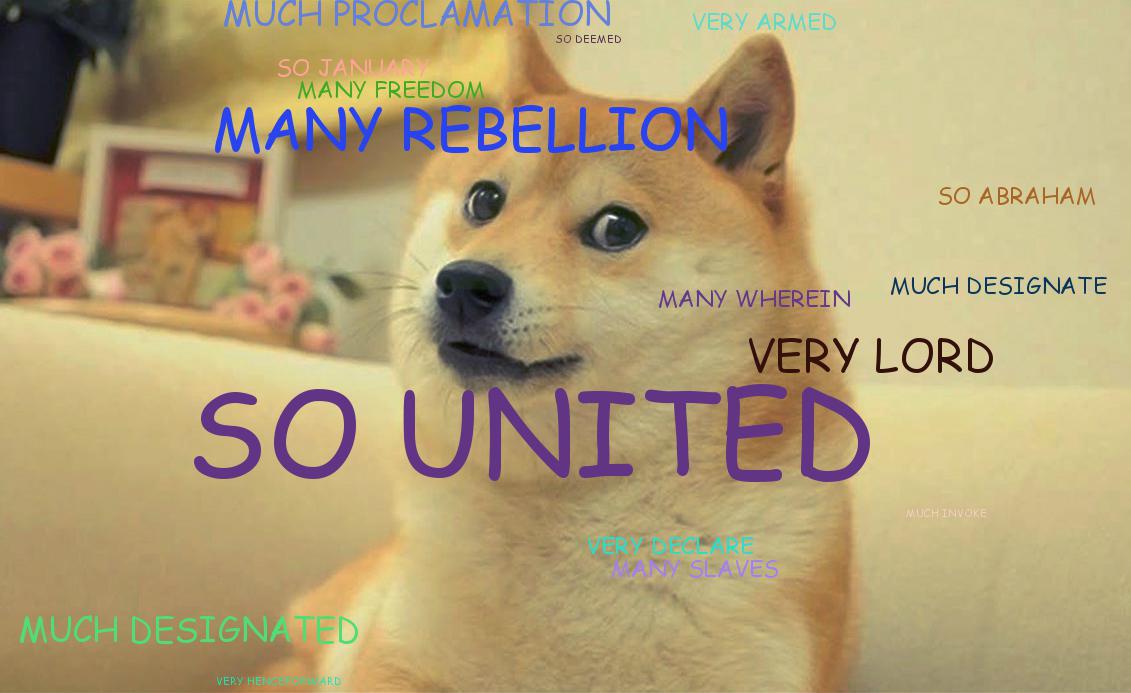 MUCH PROCLAMATION
VERY ARMED
SO DEEMED
SO JANUARY
MANY FREEDOM
MANY REBELLION
SO ABRAHAM
MUCH DESIGNATE
MANY WHEREIN
VERY LORD
SO UNITED
MUCH INVOKE
VERY DECLARE
MANY SLAVES
MUCH DESIGNATED
VERY HENCEFORWARD